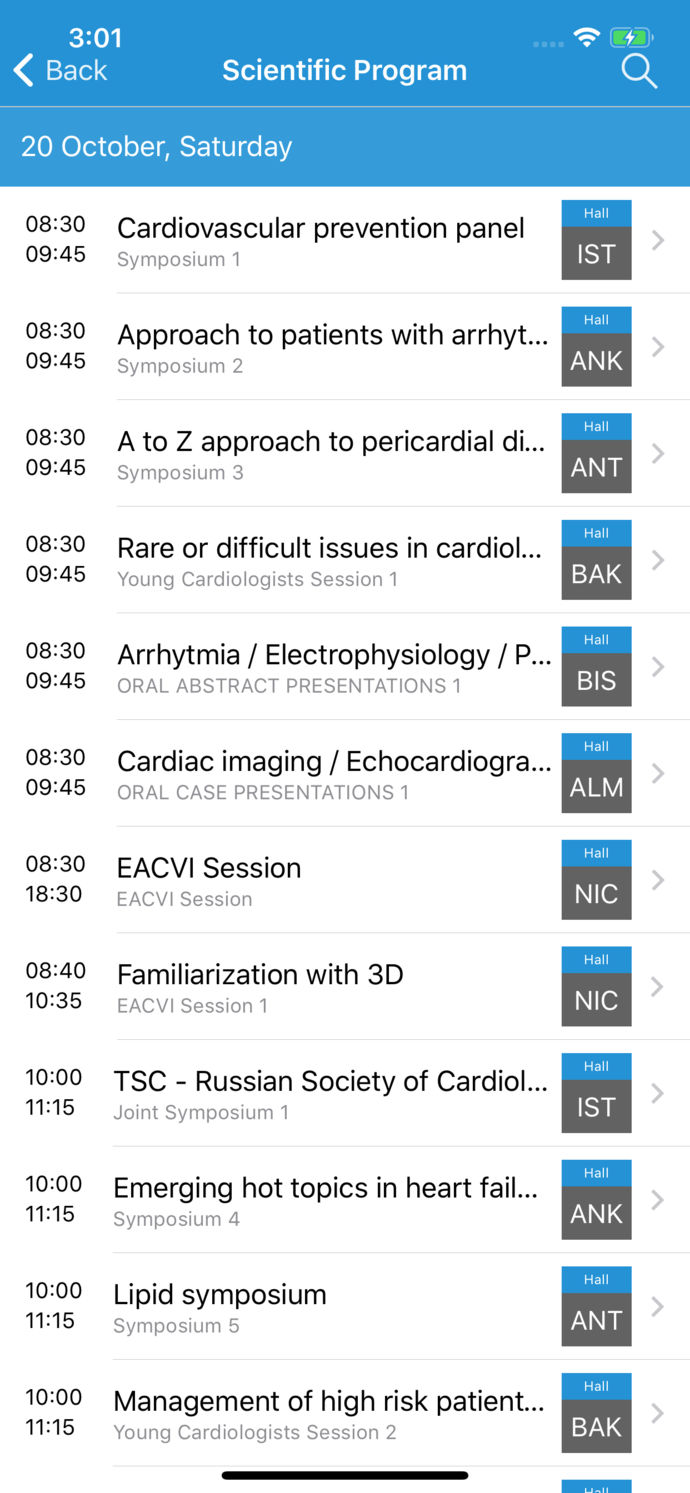 3:01
Back
Scientific Program
20 October, Saturday
08:30
09:45
Cardiovascular prevention panel
Symposium 1
Hall
IST
08:30
09:45
Approach to patients with arrhyt...
Symposium 2
Hall
ANK
08:30
09:45
A to Z approach to pericardial di...
Symposium 3
Hall
ANT
08:30
09:45
Rare or difficult issues in cardiol...
Young Cardiologists Session 1
Hall
BAK
08:30
09:45
Arrhytmia / Electrophysiology / P...
ORAL ABSTRACT PRESENTATIONS 1
Hall
BIS
08:30
09:45
Cardiac imaging / Echocardiogra...
ORAL CASE PRESENTATIONS 1
Hall
ALM
08:30
18:30
EACVI Session
EACVI Session
Hall
NIC
08:40
10:35
Familiarization with 3D
EACVI Session 1
Hall
NIC
10:00
11:15
TSC - Russian Society of Cardiol...
Joint Symposium 1
Hall
IST
10:00
11:15
Emerging hot topics in heart fail...
Symposium 4
Hall
ANK
10:00
11:15
Lipid symposium
Symposium 5
Hall
ANT
10:00
11:15
Management of high risk patient...
Young Cardiologists Session 2
Hall
BAK
Hall